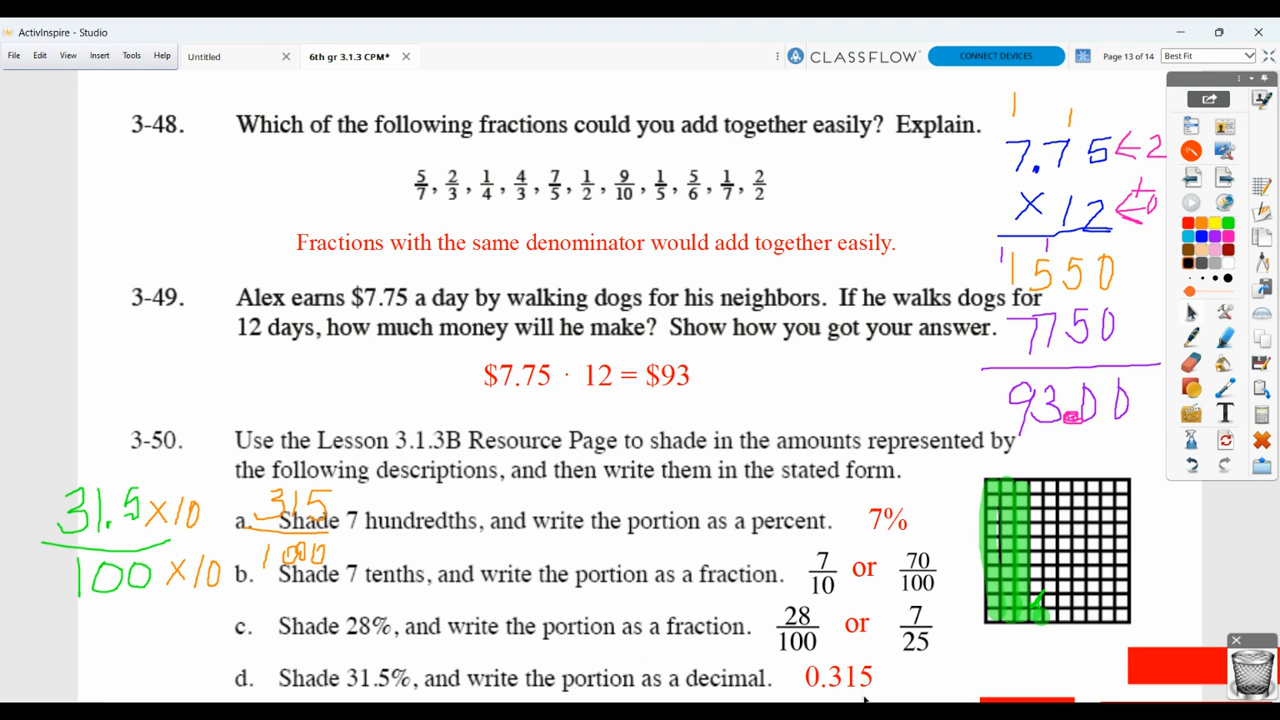 ActivInspire - Studio
File Edit View Insert Tools Help Untitled 6th gr 3.1.3 CPM* CLASSFLOW CONNECT DEVICES Page 13 of 14 Best Fit
3-48. Which of the following fractions could you add together easily? Explain.
5/7, 2/3, 1/4, 4/3, 7/5, 1/2, 9/10, 1/5, 5/6, 1/7, 2/2
Fractions with the same denominator would add together easily.
1 1
7.75 ← 2
× 12 ← +0
1 1
1550
7750
93.00
3-49. Alex earns $7.75 a day by walking dogs for his neighbors. If he walks dogs for
12 days, how much money will he make? Show how you got your answer.
$7.75 · 12 = $93
3-50. Use the Lesson 3.1.3B Resource Page to shade in the amounts represented by
the following descriptions, and then write them in the stated form.
31.5 × 10 315
100 × 10 1000
a. Shade 7 hundredths, and write the portion as a percent. 7%
b. Shade 7 tenths, and write the portion as a fraction. 7/10 or 70/100
c. Shade 28%, and write the portion as a fraction. 28/100 or 7/25
d. Shade 31.5%, and write the portion as a decimal. 0.315